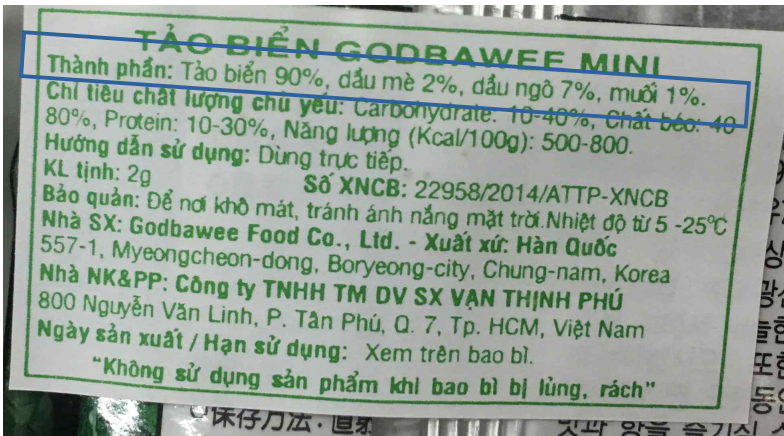 TẢO BIỂN GODBAWEE MINI
Thành phần: Tảo biển 90%, dầu mè 2%, dầu ngô 7%, muối 1%.
Chỉ tiêu chất lượng chủ yếu: Carbohydrate: 10-40%, Chất béo: 40
80%, Protein: 10-30%, Năng lượng (Kcal/100g): 500-800.
Hướng dẫn sử dụng: Dùng trực tiếp.
KL tịnh: 2g Số XNCB: 22958/2014/ATTP-XNCB
Bảo quản: Để nơi khô mát, tránh ánh nắng mặt trời.Nhiệt độ từ 5 -25°C
Nhà SX: Godbawee Food Co., Ltd. - Xuất xứ: Hàn Quốc
557-1, Myeongcheon-dong, Boryeong-city, Chung-nam, Korea
Nhà NK&PP: Công ty TNHH TM DV SX VẠN THỊNH PHÚ
800 Nguyễn Văn Linh, P. Tân Phú, Q. 7, Tp. HCM, Việt Nam
Ngày sản xuất / Hạn sử dụng: Xem trên bao bì.
"Không sử dụng sản phẩm khi bao bì bị lủng, rách"
保存方法:直射